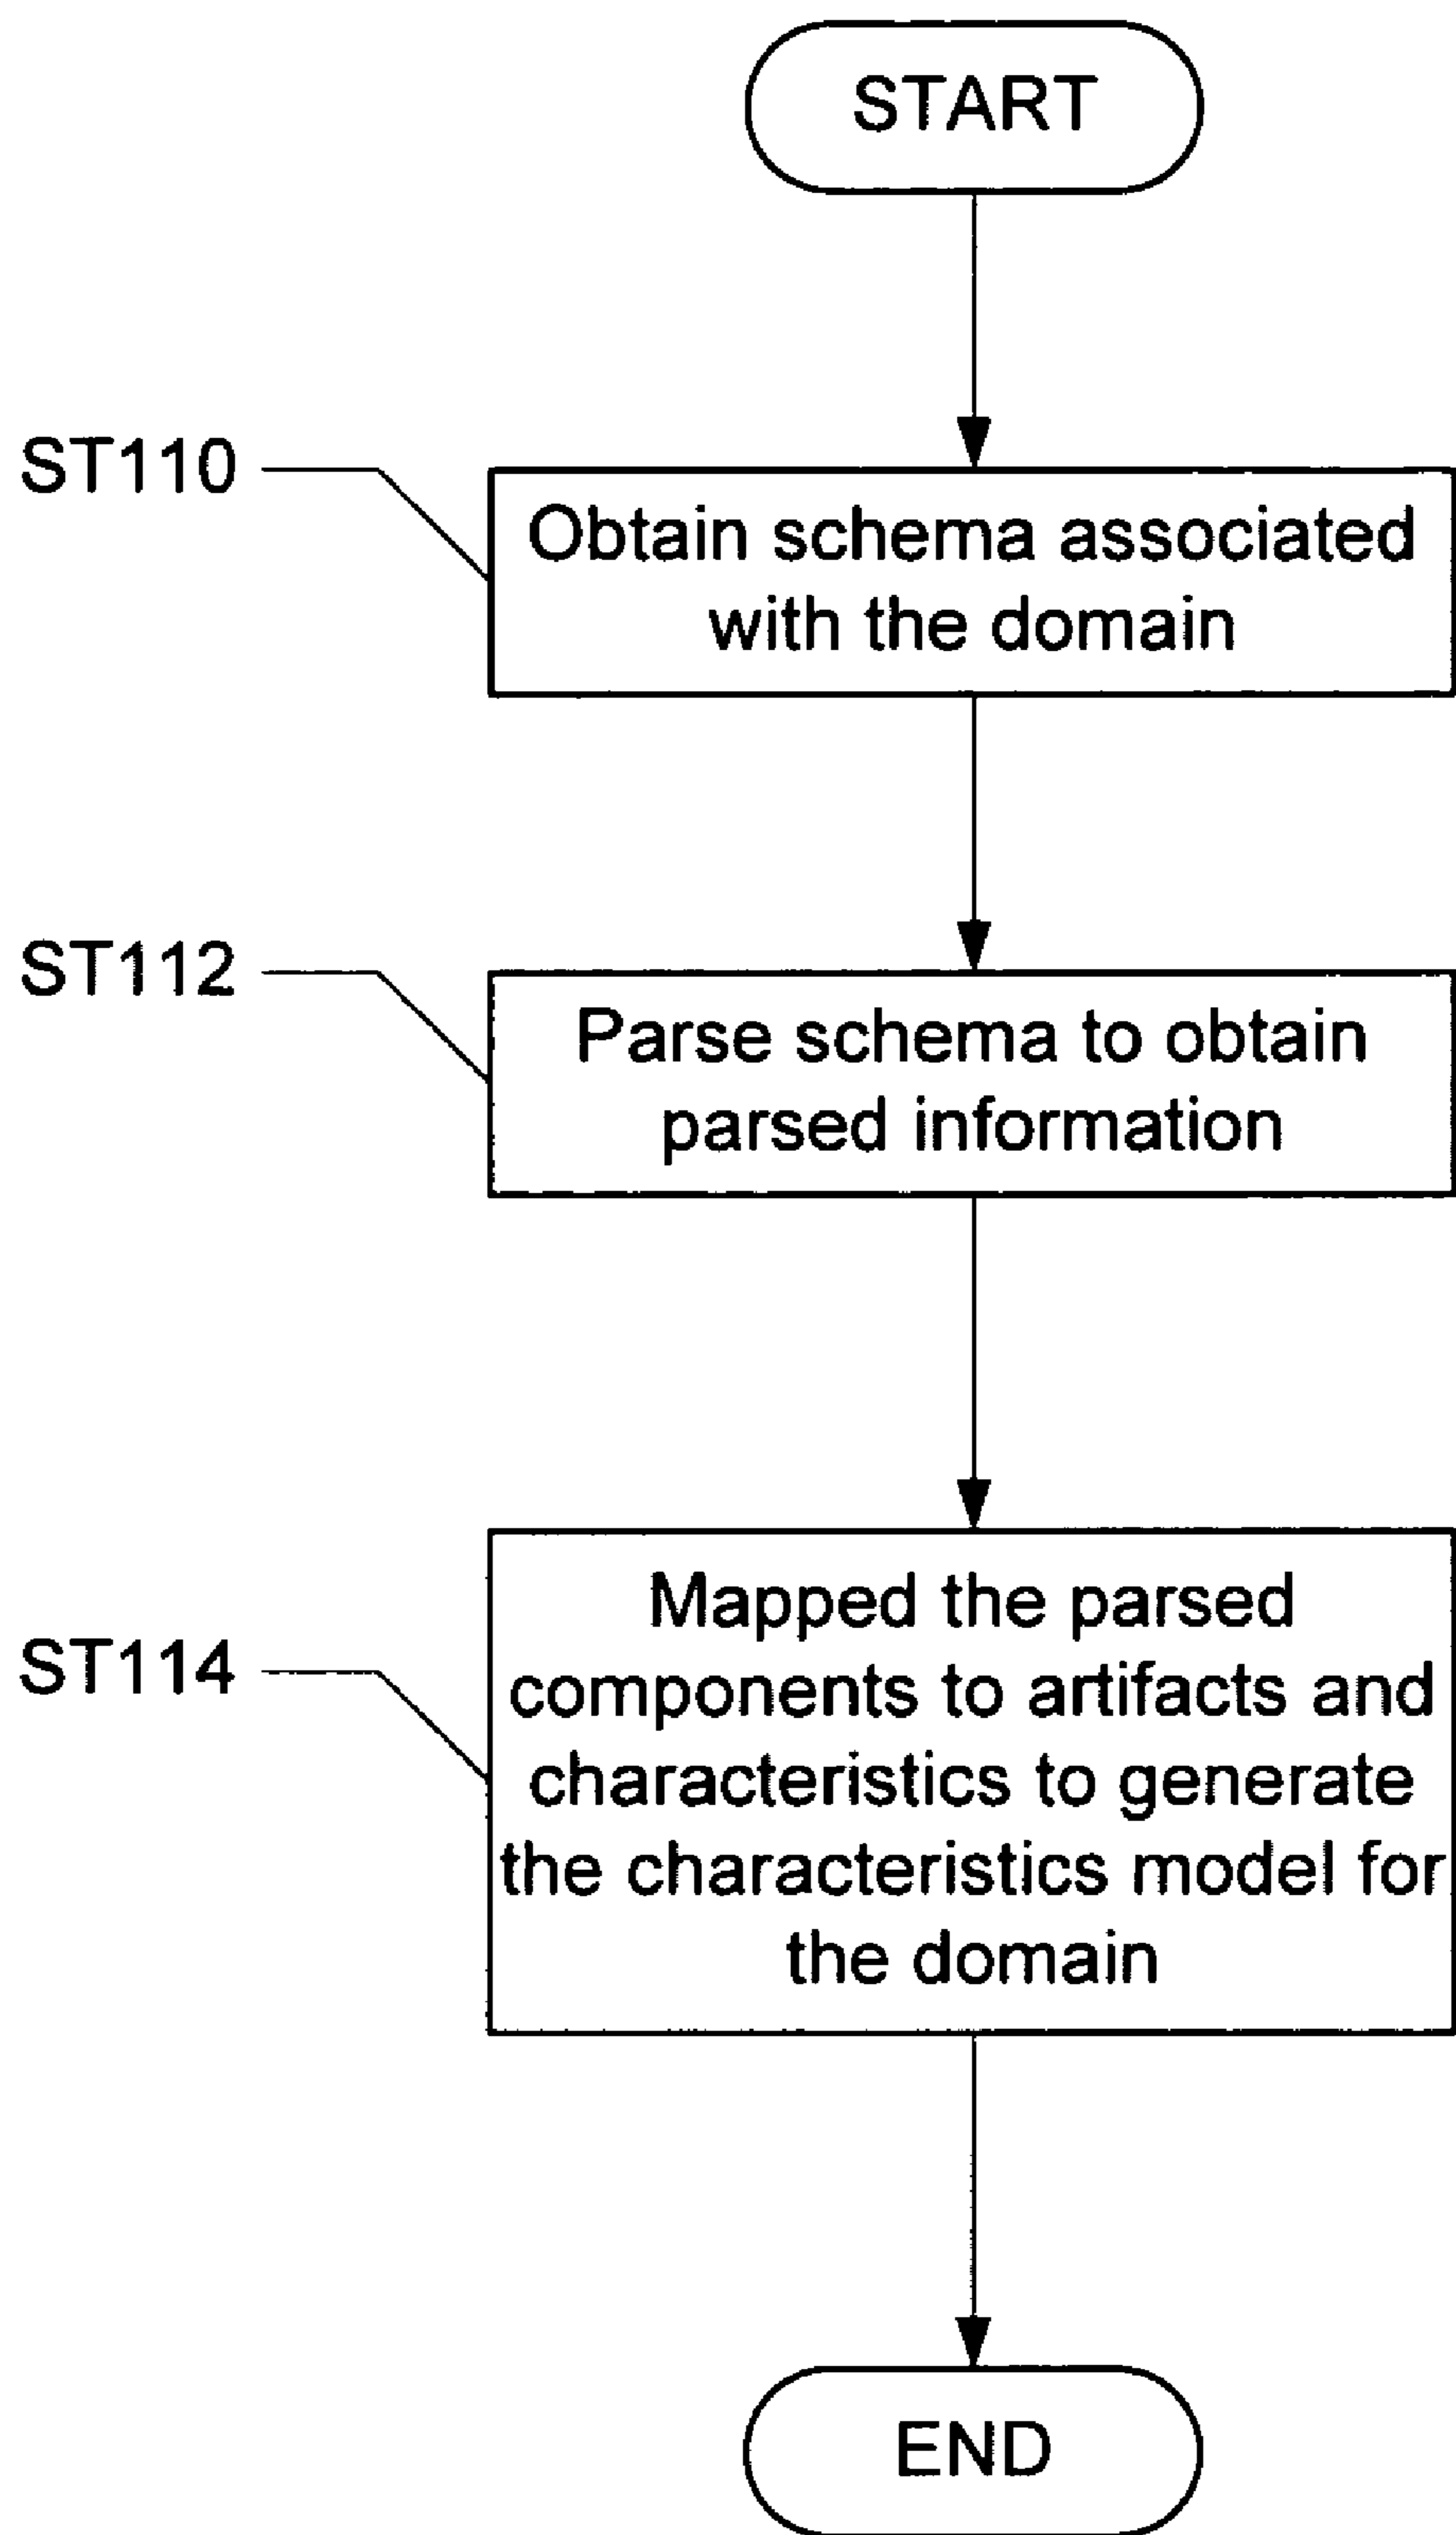 START
ST110
Obtain schema associated
with the domain
ST112
Parse schema to obtain
parsed information
ST114
Mapped the parsed
components to artifacts and
characteristics to generate
the characteristics model for
the domain
END